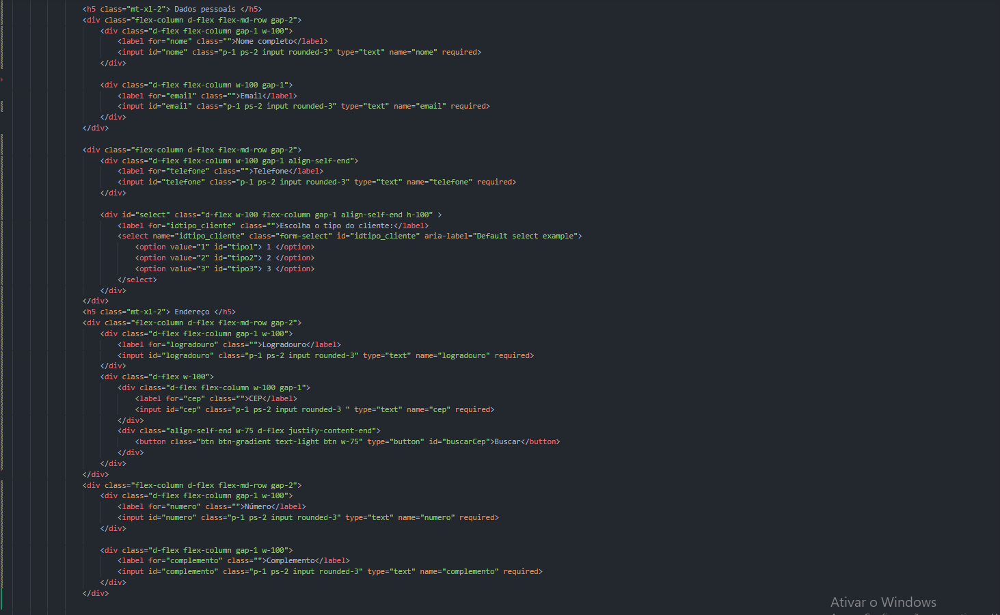 <h5 class="mt-xl-2"> Dados pessoais </h5>
<div class="flex-column d-flex flex-md-row gap-2">
<div class="d-flex flex-column gap-1 w-100">
<label for="nome" class="">Nome completo</label>
<input id="nome" class="p-1 ps-2 input rounded-3" type="text" name="nome" required>
</div>
<div class="d-flex flex-column w-100 gap-1">
<label for="email" class="">Email</label>
<input id="email" class="p-1 ps-2 input rounded-3" type="text" name="email" required>
</div>
</div>
<div class="flex-column d-flex flex-md-row gap-2">
<div class="d-flex flex-column w-100 gap-1 align-self-end">
<label for="telefone" class="">Telefone</label>
<input id="telefone" class="p-1 ps-2 input rounded-3" type="text" name="telefone" required>
</div>
<div id="select" class="d-flex w-100 flex-column gap-1 align-self-end h-100" >
<label for="idtipo_cliente" class="">Escolha o tipo do cliente:</label>
<select name="idtipo_cliente" class="form-select" id="idtipo_cliente" aria-label="Default select example">
<option value="1" id="tipo1"> 1 </option>
<option value="2" id="tipo2"> 2 </option>
<option value="3" id="tipo3"> 3 </option>
</select>
</div>
</div>
<h5 class="mt-xl-2"> Endereço </h5>
<div class="flex-column d-flex flex-md-row gap-2">
<div class="d-flex flex-column gap-1 w-100">
<label for="logradouro" class="">Logradouro</label>
<input id="logradouro" class="p-1 ps-2 input rounded-3" type="text" name="logradouro" required>
</div>
<div class="d-flex w-100">
<div class="d-flex flex-column w-100 gap-1">
<label for="cep" class="">CEP</label>
<input id="cep" class="p-1 ps-2 input rounded-3 " type="text" name="cep" required>
</div>
<div class="align-self-end w-75 d-flex justify-content-end">
<button class="btn btn-gradient text-light btn w-75" type="button" id="buscarCep">Buscar</button>
</div>
</div>
</div>
<div class="flex-column d-flex flex-md-row gap-2">
<div class="d-flex flex-column gap-1 w-100">
<label for="numero" class="">Número</label>
<input id="numero" class="p-1 ps-2 input rounded-3" type="text" name="numero" required>
</div>
<div class="d-flex flex-column gap-1 w-100">
<label for="complemento" class="">Complemento</label>
<input id="complemento" class="p-1 ps-2 input rounded-3" type="text" name="complemento" required>
</div>
</div>
Ativar o Windows